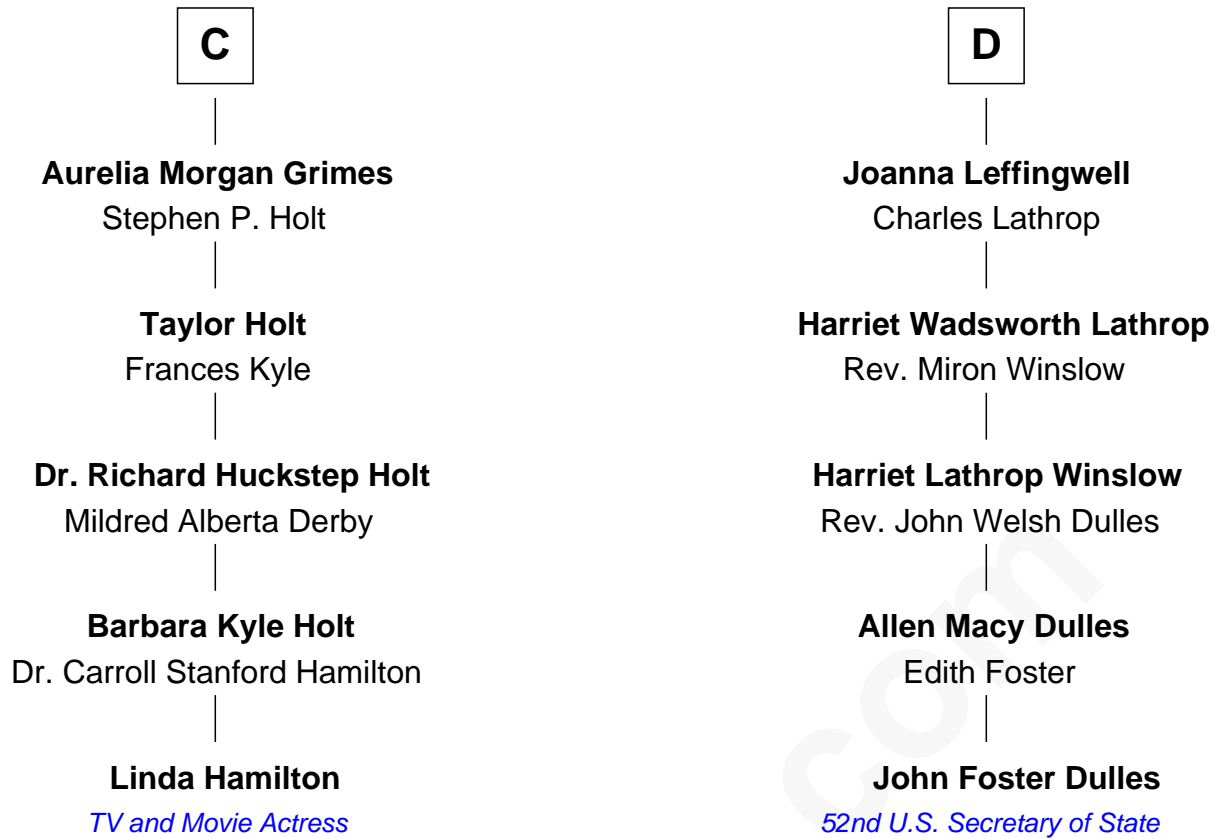 C
Aurelia Morgan Grimes
Stephen P. Holt
Taylor Holt
Frances Kyle
Dr. Richard Huckstep Holt
Mildred Alberta Derby
Barbara Kyle Holt
Dr. Carroll Stanford Hamilton
Linda Hamilton
TV and Movie Actress
D
Joanna Leffingwell
Charles Lathrop
Harriet Wadsworth Lathrop
Rev. Miron Winslow
Harriet Lathrop Winslow
Rev. John Welsh Dulles
Allen Macy Dulles
Edith Foster
John Foster Dulles
52nd U.S. Secretary of State
com